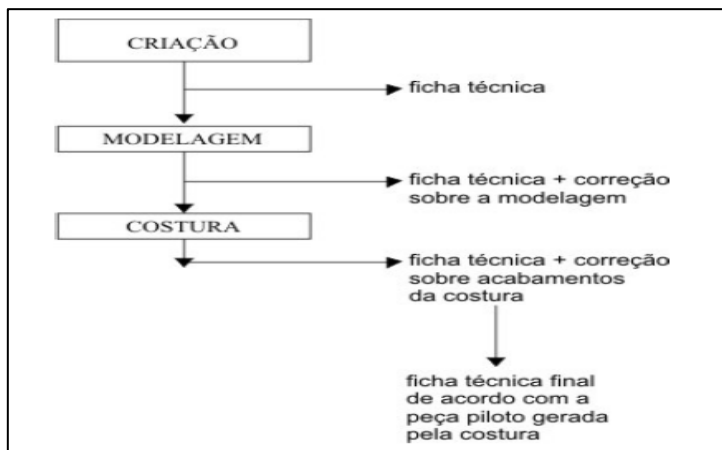 CRIAÇÃO
ficha técnica
MODELAGEM
ficha técnica + correção
sobre a modelagem
COSTURA
ficha técnica + correção
sobre acabamentos
da costura
ficha técnica final
de acordo com a
peça piloto gerada
pela costura